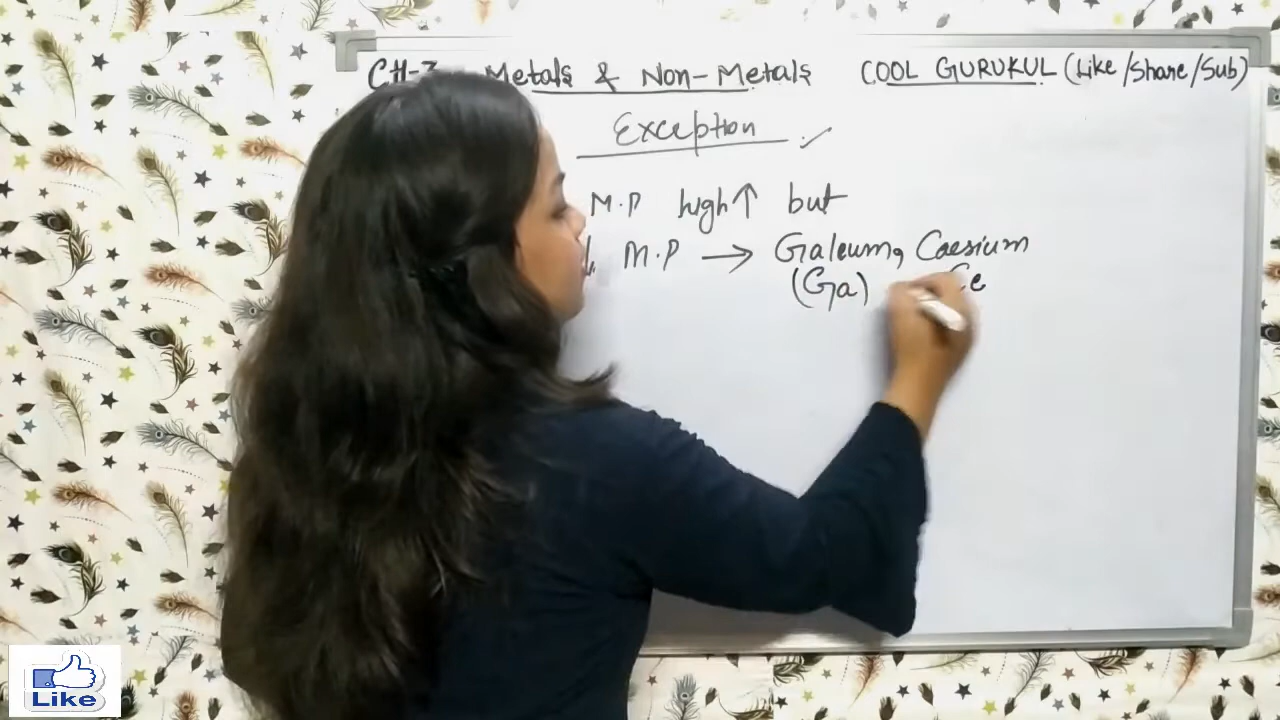 CH-3 Metals & Non-Metals COOL GURUKUL (Like/Share/Sub)
Exception ✓
M.P high↑ but
M.P → Galeum, Caesium
(Ga) Ce
Like